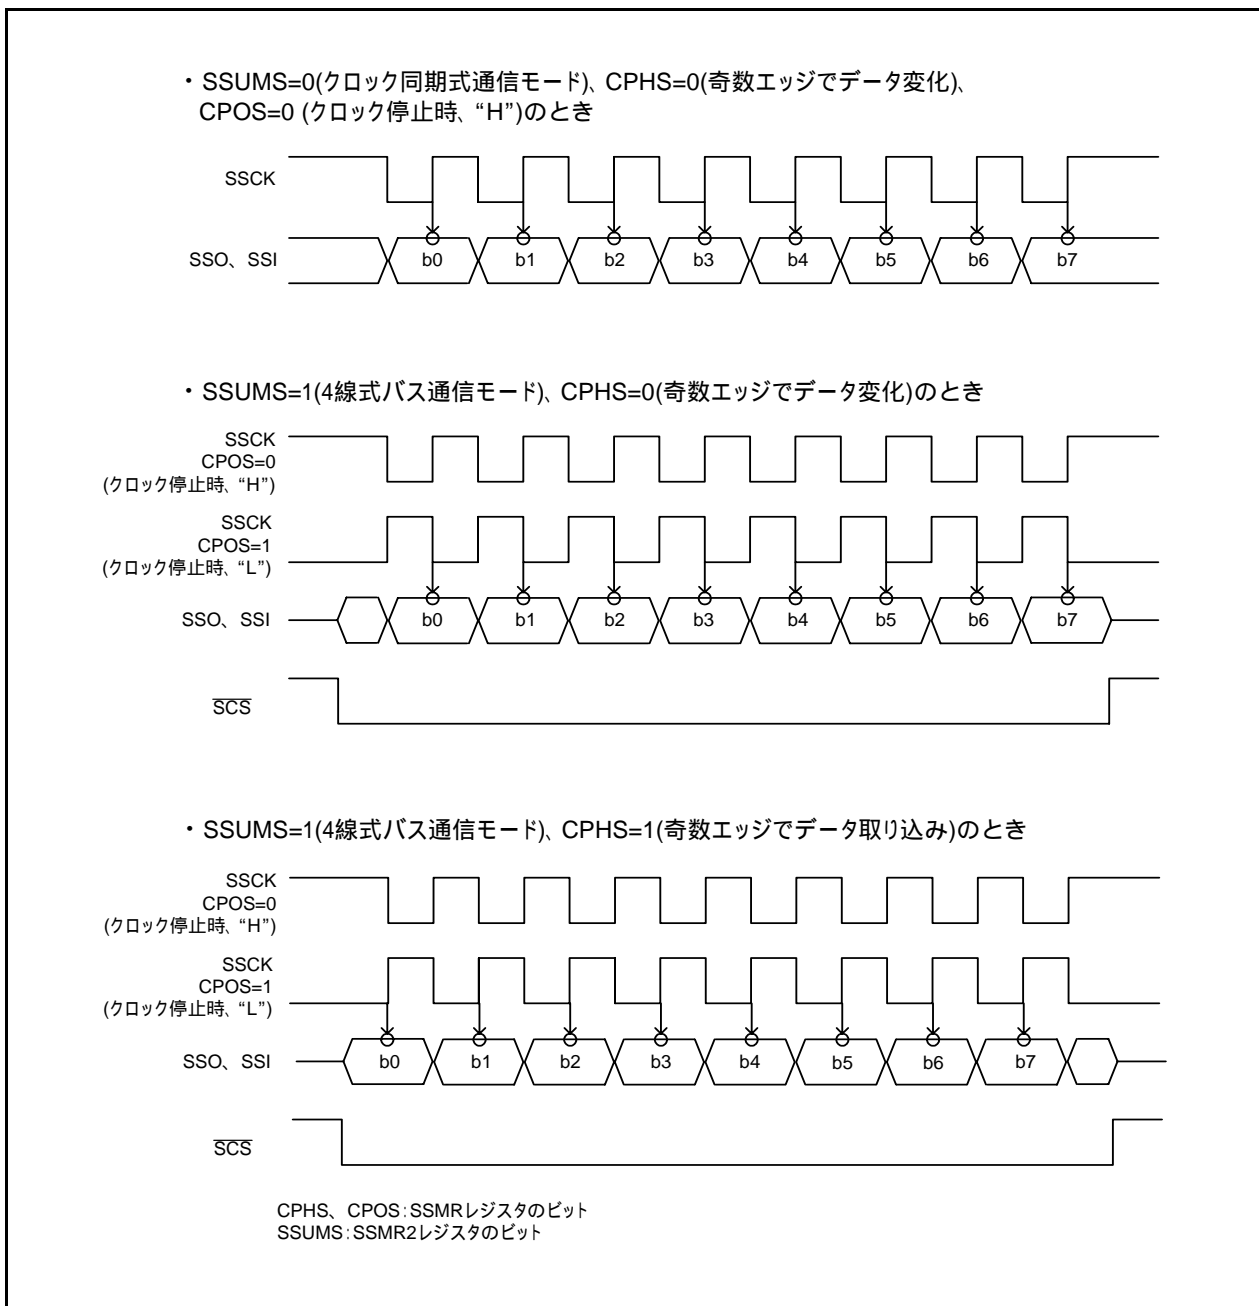 ・SSUMS=0(クロック同期式通信モード)、CPHS=0(奇数エッジでデータ変化)、
CPOS=0 (クロック停止時、“H”)のとき
SSCK
SSO、SSI
b0 b1 b2 b3 b4 b5 b6 b7
・SSUMS=1(4線式バス通信モード)、CPHS=0(奇数エッジでデータ変化)のとき
SSCK
CPOS=0
(クロック停止時、“H”)
SSCK
CPOS=1
(クロック停止時、“L”)
SSO、SSI
b0 b1 b2 b3 b4 b5 b6 b7
SCS
・SSUMS=1(4線式バス通信モード)、CPHS=1(奇数エッジでデータ取り込み)のとき
SSCK
CPOS=0
(クロック停止時、“H”)
SSCK
CPOS=1
(クロック停止時、“L”)
SSO、SSI
b0 b1 b2 b3 b4 b5 b6 b7
SCS
CPHS、CPOS:SSMRレジスタのビット
SSUMS:SSMR2レジスタのビット